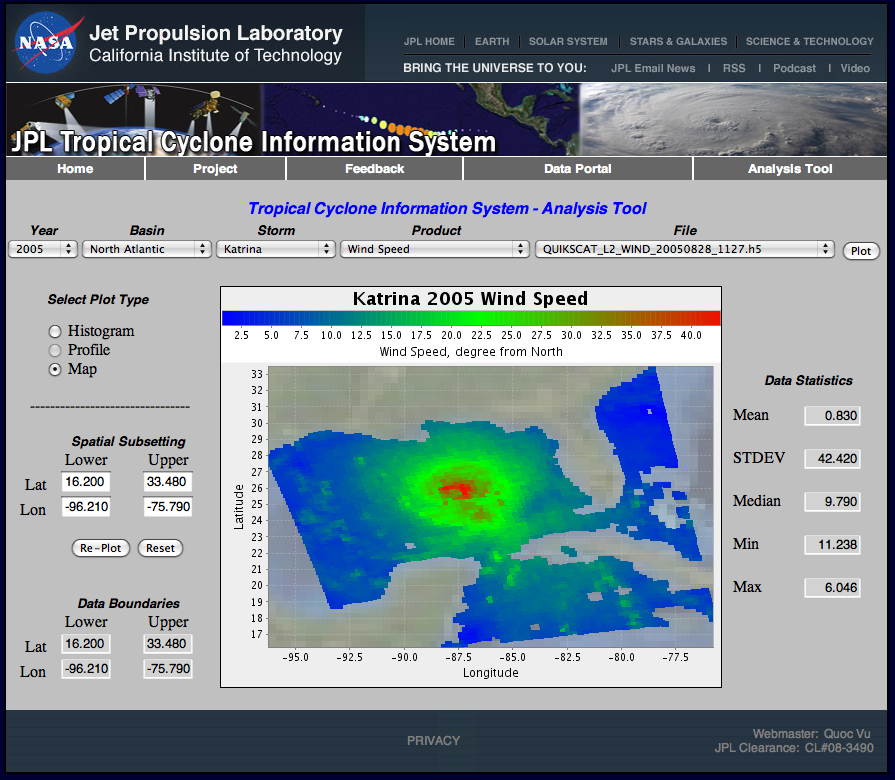 NASA
Jet Propulsion Laboratory
California Institute of Technology
JPL HOME | EARTH | SOLAR SYSTEM | STARS & GALAXIES | SCIENCE & TECHNOLOGY
BRING THE UNIVERSE TO YOU: JPL Email News | RSS | Podcast | Video
JPL Tropical Cyclone Information System
Home Project Feedback Data Portal Analysis Tool
Tropical Cyclone Information System - Analysis Tool
Year Basin Storm Product File
2005 North Atlantic Katrina Wind Speed QUIKSCAT_L2_WIND_20050828_1127.h5 Plot
Select Plot Type
Histogram
Profile
Map
--------------------------------
Spatial Subsetting
Lower Upper
Lat 16.200 33.480
Lon -96.210 -75.790
Re-Plot Reset
Data Boundaries
Lower Upper
Lat 16.200 33.480
Lon -96.210 -75.790
Katrina 2005 Wind Speed
2.5 5.0 7.5 10.0 12.5 15.0 17.5 20.0 22.5 25.0 27.5 30.0 32.5 35.0 37.5 40.0
Wind Speed, degree from North
33
32
31
30
29
28
27
26
25
24
23
22
21
20
19
18
17
Latitude
-95.0 -92.5 -90.0 -87.5 -85.0 -82.5 -80.0 -77.5
Longitude
Data Statistics
Mean 0.830
STDEV 42.420
Median 9.790
Min 11.238
Max 6.046
PRIVACY
Webmaster: Quoc Vu
JPL Clearance: CL#08-3490